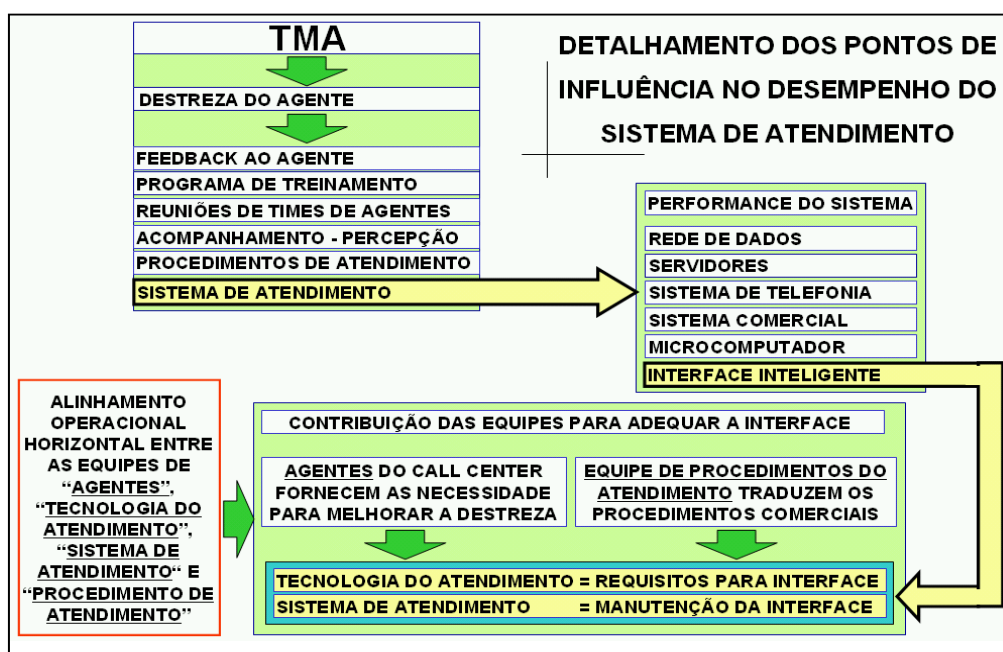 TMA
DESTREZA DO AGENTE
FEEDBACK AO AGENTE
PROGRAMA DE TREINAMENTO
REUNIÕES DE TIMES DE AGENTES
ACOMPANHAMENTO - PERCEPÇÃO
PROCEDIMENTOS DE ATENDIMENTO
SISTEMA DE ATENDIMENTO
DETALHAMENTO DOS PONTOS DE
INFLUÊNCIA NO DESEMPENHO DO
SISTEMA DE ATENDIMENTO
PERFORMANCE DO SISTEMA
REDE DE DADOS
SERVIDORES
SISTEMA DE TELEFONIA
SISTEMA COMERCIAL
MICROCOMPUTADOR
INTERFACE INTELIGENTE
ALINHAMENTO
OPERACIONAL
HORIZONTAL ENTRE
AS EQUIPES DE
“AGENTES”,
“TECNOLOGIA DO
ATENDIMENTO”,
“SISTEMA DE
ATENDIMENTO“ E
“PROCEDIMENTO DE
ATENDIMENTO”
CONTRIBUIÇÃO DAS EQUIPES PARA ADEQUAR A INTERFACE
AGENTES DO CALL CENTER
FORNECEM AS NECESSIDADE
PARA MELHORAR A DESTREZA
EQUIPE DE PROCEDIMENTOS DO
ATENDIMENTO TRADUZEM OS
PROCEDIMENTOS COMERCIAIS
TECNOLOGIA DO ATENDIMENTO = REQUISITOS PARA INTERFACE
SISTEMA DE ATENDIMENTO = MANUTENÇÃO DA INTERFACE